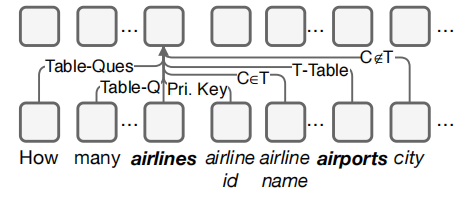 ... ...
Table-Ques C∉T
Table-Q Pri. Key C∈T T-Table
... ... ...
How many airlines airline airline airports city
id name